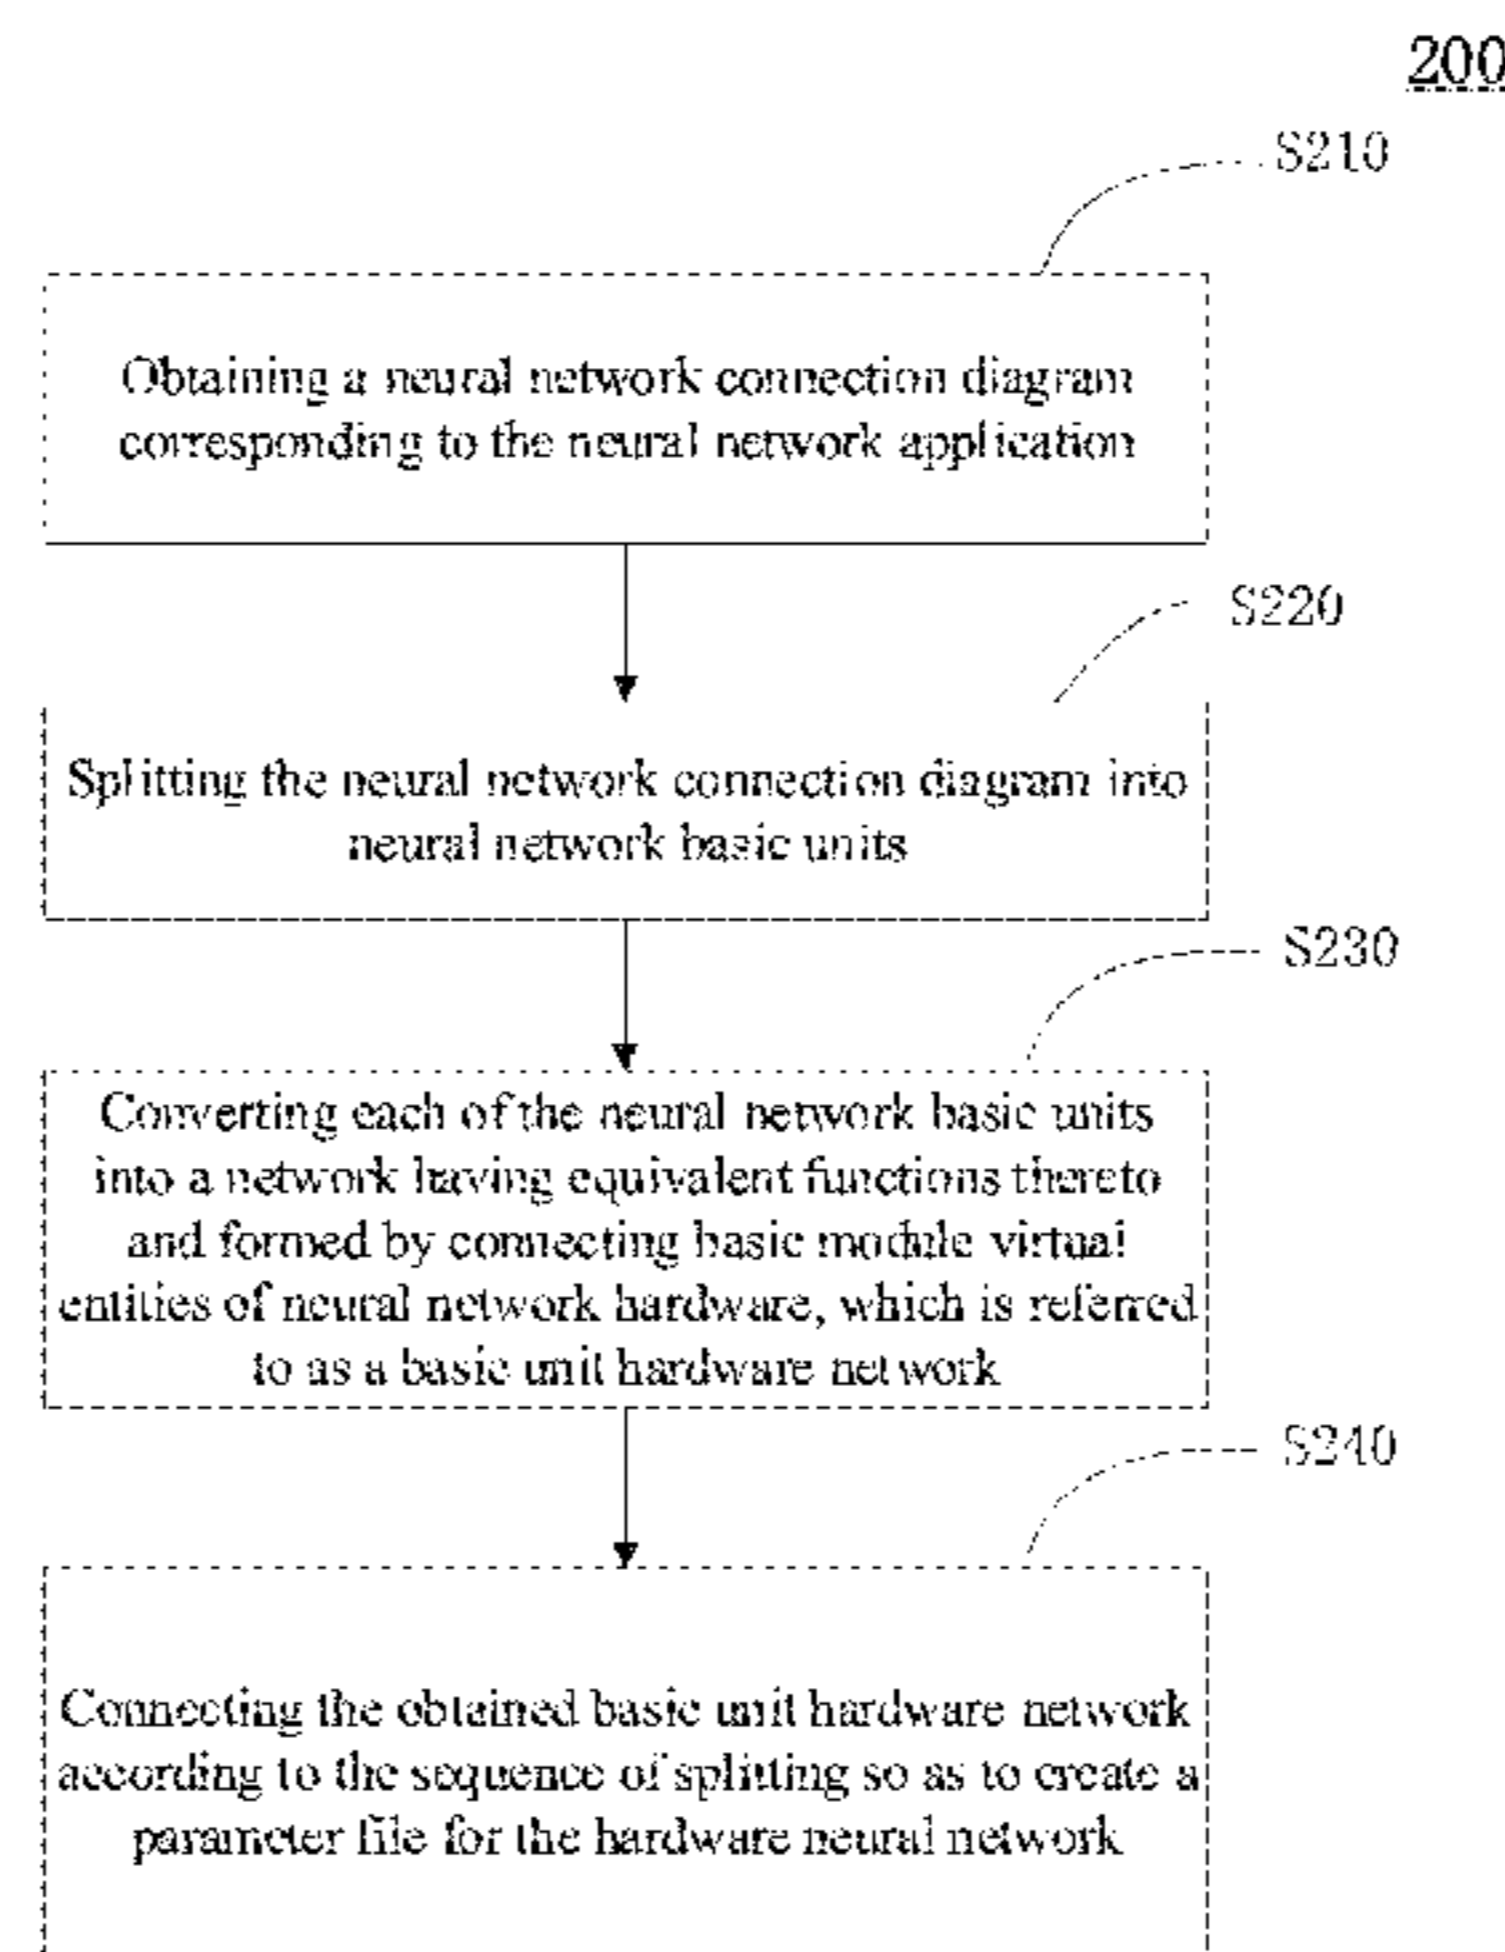 200
S210
Obtaining a neural network connection diagram
corresponding to the neural network application
S220
Splitting the neural network connection diagram into
neural network basic units
S230
Converting each of the neural network basic units
into a network having equivalent functions thereto
and formed by connecting basic module virtual
entities of neural network hardware, which is referred
to as a basic unit hardware network
S240
Connecting the obtained basic unit hardware network
according to the sequence of splitting so as to create a
parameter file for the hardware neural network